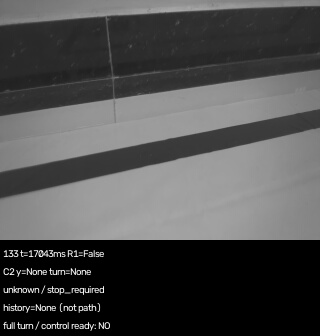 133 t=17043ms R1=False
C2 y=None turn=None
unknown / stop_required
history=None (not path)
full turn / control ready: NO